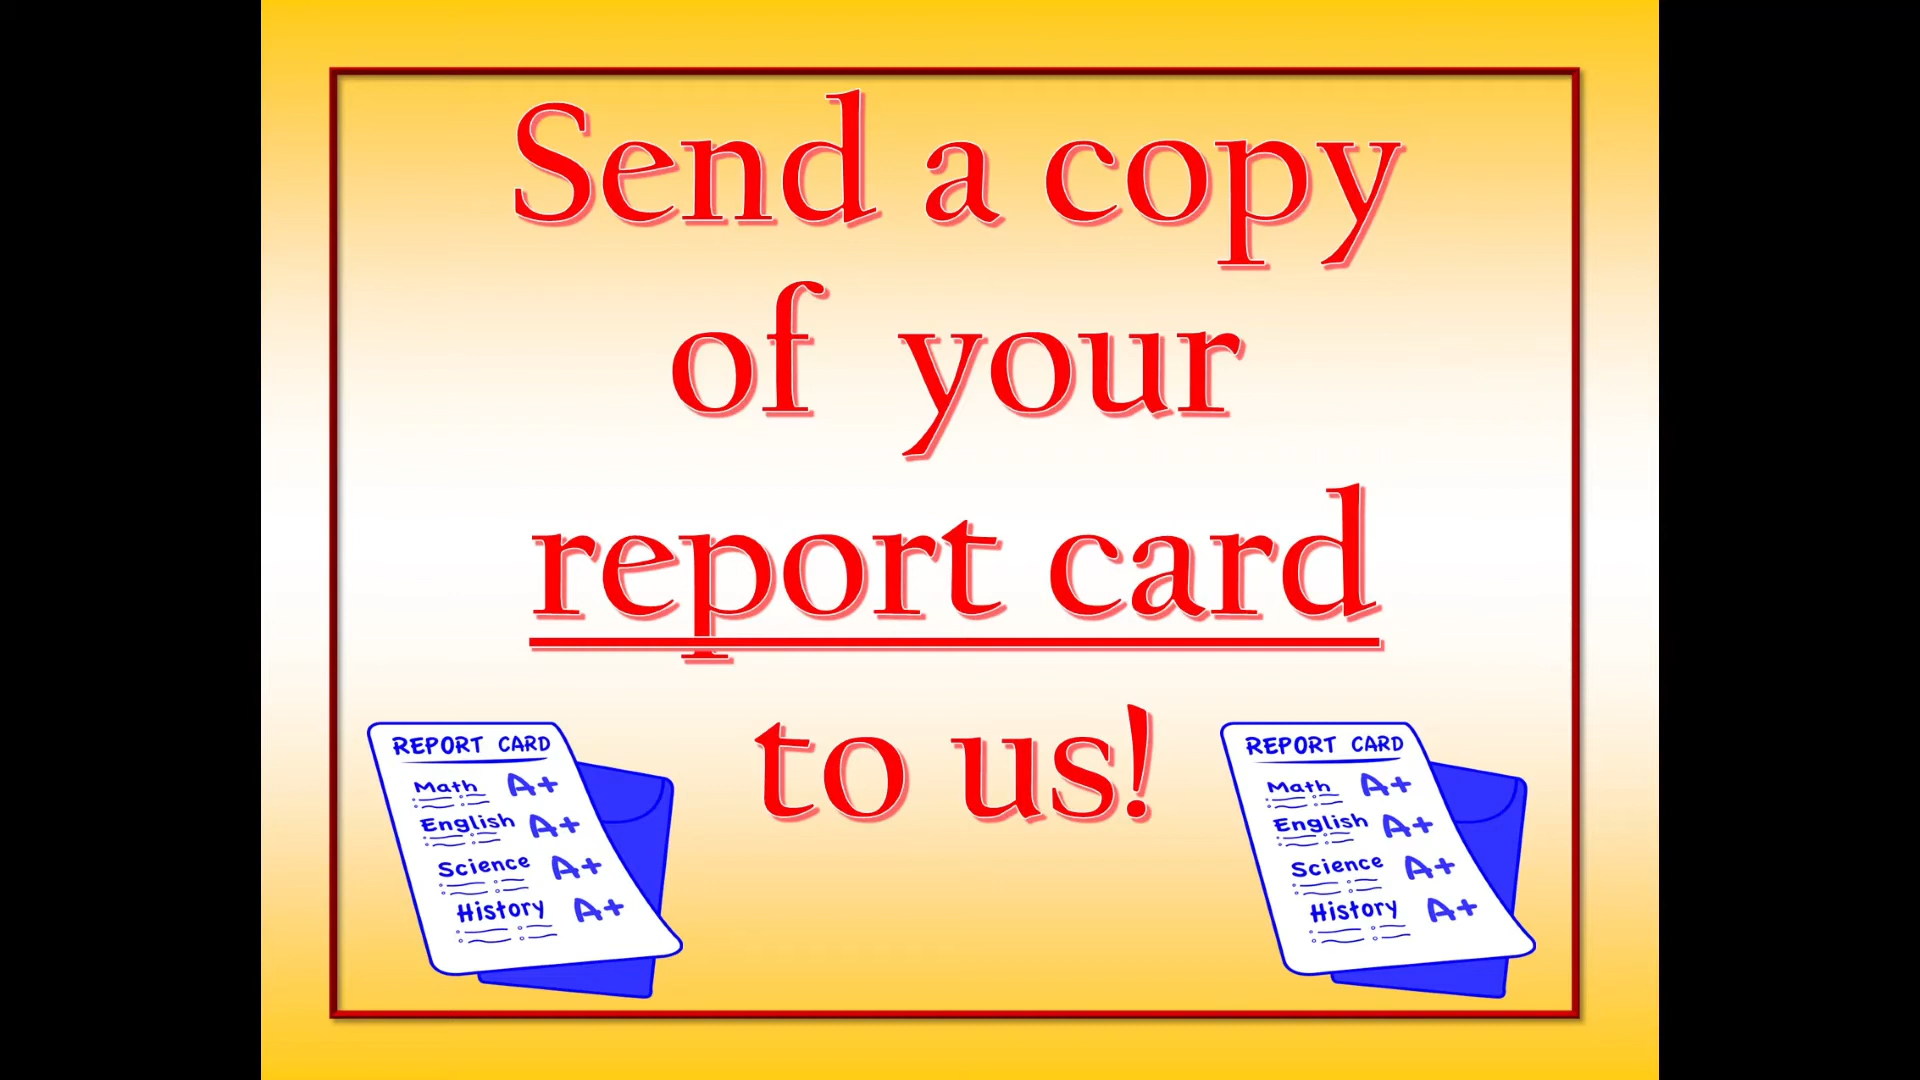 Send a copy
of your
report card
to us!
REPORT CARD
Math A+
English A+
Science A+
History A+
REPORT CARD
Math A+
English A+
Science A+
History A+